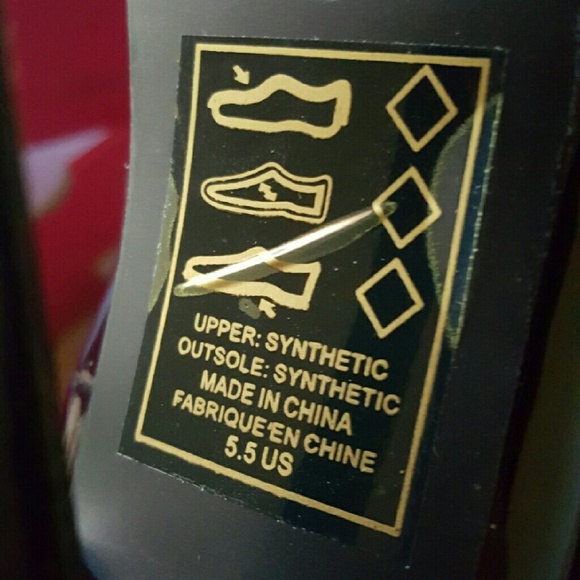 UPPER: SYNTHETIC
OUTSOLE: SYNTHETIC
MADE IN CHINA
FABRIQUE'EN CHINE
5.5 US